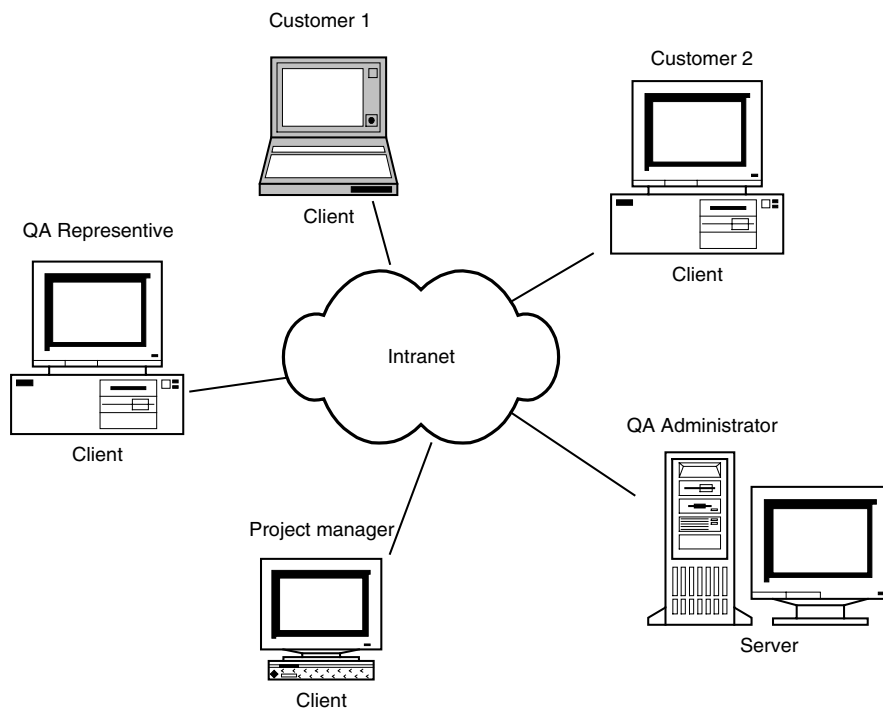 Customer 1
Customer 2
Client
QA Representive
Client
Intranet
QA Administrator
Client
Project manager
Server
Client